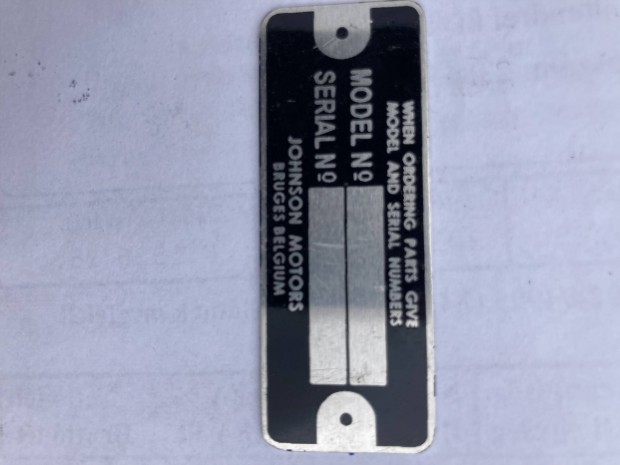 WHEN ORDERING PARTS GIVE
MODEL AND SERIAL NUMBERS
MODEL Nº
SERIAL Nº
JOHNSON MOTORS
BRUGES BELGIUM